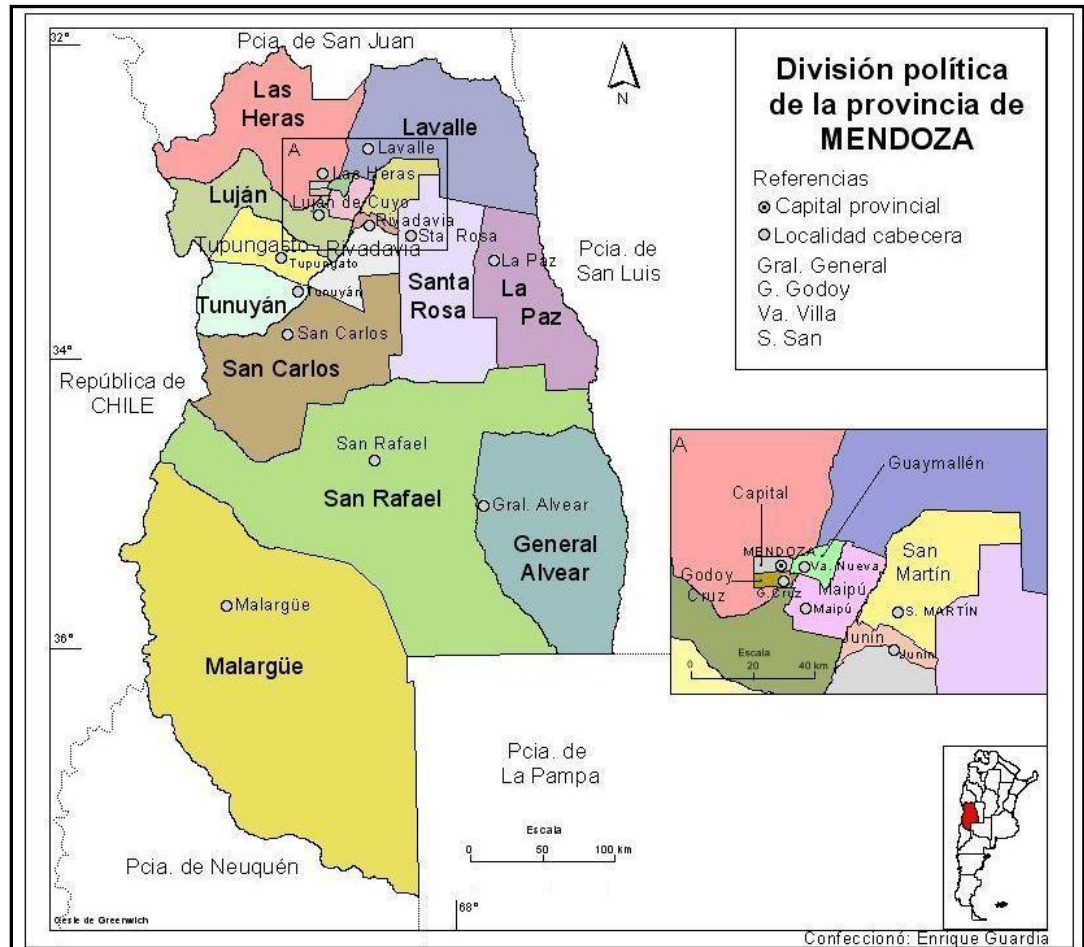 32°
Pcia. de San Juan
N
División política
de la provincia de
MENDOZA
Referencias
Capital provincial
Localidad cabecera
Gral. General
G. Godoy
Va. Villa
S. San
Las
Heras
Lavalle
A
Lavalle
Las Heras
Luján
Luján de Cuyo
Rivadavia
Sta. Rosa
Tupungasto
Rivadavia
Tupungato
La Paz
Pcia. de
San Luis
Tunuyán
Tunuyán
Santa
Rosa
La
Paz
San Carlos
San Carlos
34°
República de
CHILE
San Rafael
San Rafael
Gral. Alvear
General
Alvear
Malargüe
Malargüe
36°
A
Guaymallén
Capital
MENDOZA
Va. Nueva
San
Martín
Godoy
Cruz
G. Cruz
Maipú
Maipú
S. MARTÍN
Junín
Junín
Escala
0 20 40 km
Pcia. de
La Pampa
Escala
0 50 100 km
Pcia. de Neuquén
68°
Oeste de Greenwich
Confeccionó: Enrique Guardia